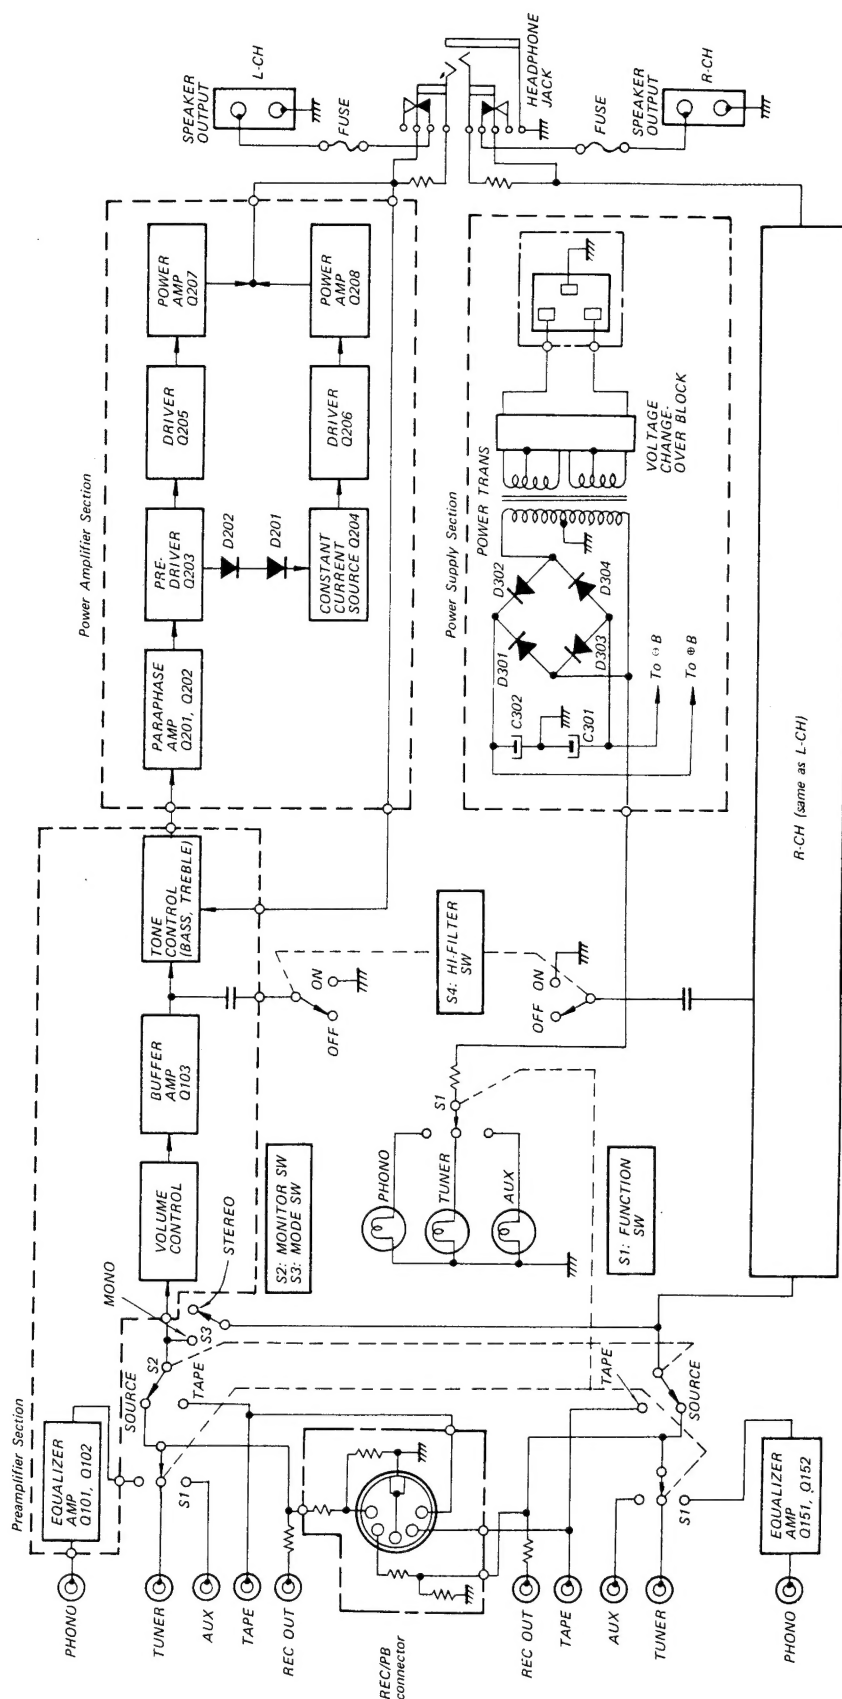 Preamplifier Section
PHONO
EQUALIZER
AMP
Q101, Q102
TUNER
AUX
TAPE
REC OUT
S1
SOURCE
TAPE
S2
MONO
S3
STEREO
VOLUME
CONTROL
BUFFER
AMP
Q103
TONE
CONTROL
(BASS, TREBLE)
S2: MONITOR SW
S3: MODE SW
OFF
ON
S4: HI-FILTER
SW
OFF
ON
Power Amplifier Section
PARAPHASE
AMP
Q201, Q202
PRE-
DRIVER
Q203
DRIVER
Q205
POWER
AMP
Q207
D202
D201
CONSTANT
CURRENT
SOURCE Q204
DRIVER
Q206
POWER
AMP
Q208
SPEAKER
OUTPUT
L-CH
FUSE
HEADPHONE
JACK
FUSE
SPEAKER
OUTPUT
R-CH
Power Supply Section
POWER TRANS
D302
D304
D301
D303
C302
C301
To ⊖ B
To ⊕ B
VOLTAGE
CHANGE-
OVER BLOCK
PHONO
TUNER
AUX
S1
S1: FUNCTION
SW
REC/PB
connector
REC OUT
TAPE
AUX
TUNER
PHONO
TAPE
SOURCE
S1
EQUALIZER
AMP
Q151, Q152
R-CH (same as L-CH)